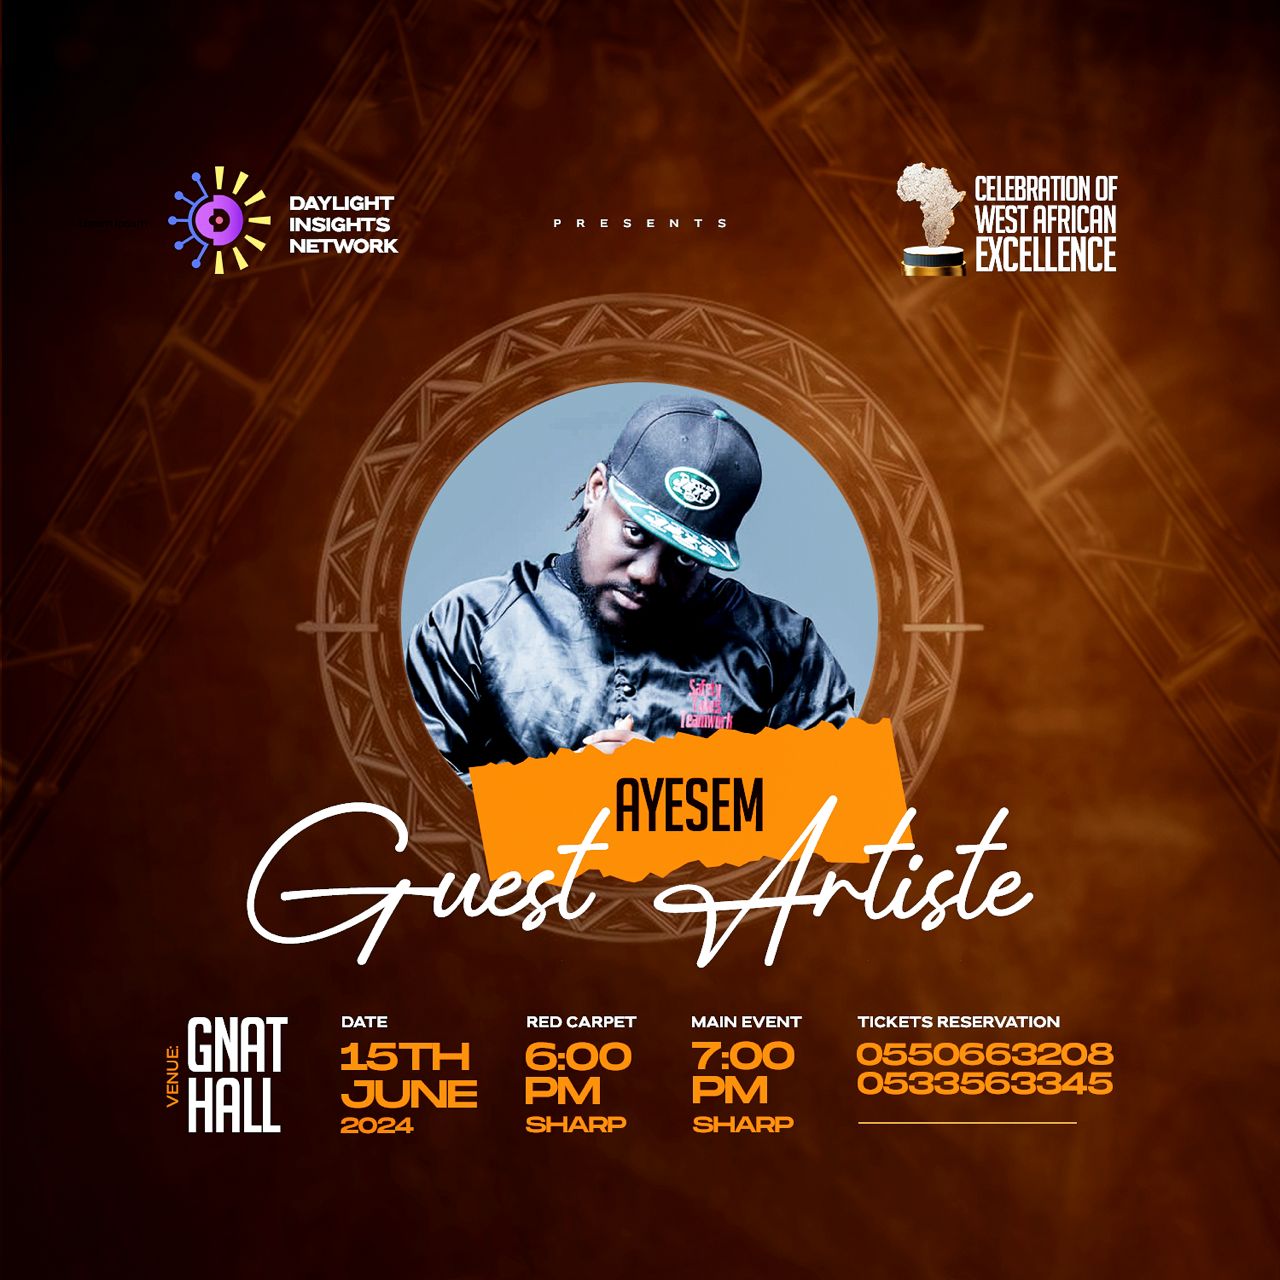 DAYLIGHT
INSIGHTS
NETWORK
PRESENTS
CELEBRATION OF
WEST AFRICAN
EXCELLENCE
Safety
Teamwork
AYESEM
Guest Artiste
VENUE:
GNAT
HALL
DATE
15TH
JUNE
2024
RED CARPET
6:00
PM
SHARP
MAIN EVENT
7:00
PM
SHARP
TICKETS RESERVATION
0550663208
0533563345